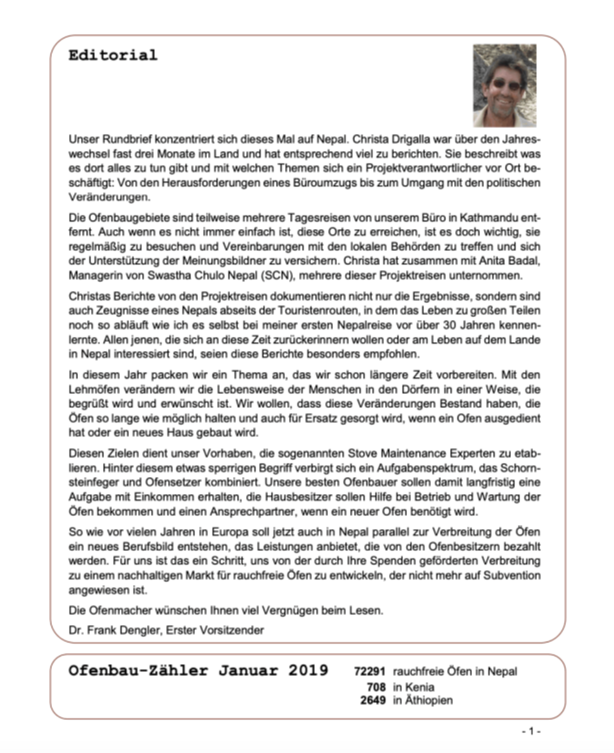 Editorial
Unser Rundbrief konzentriert sich dieses Mal auf Nepal. Christa Drigalla war über den Jahres-
wechsel fast drei Monate im Land und hat entsprechend viel zu berichten. Sie beschreibt was
es dort alles zu tun gibt und mit welchen Themen sich ein Projektverantwortlicher vor Ort be-
schäftigt: Von den Herausforderungen eines Büroumzugs bis zum Umgang mit den politischen
Veränderungen.
Die Ofenbaugebiete sind teilweise mehrere Tagesreisen von unserem Büro in Kathmandu ent-
fernt. Auch wenn es nicht immer einfach ist, diese Orte zu erreichen, ist es doch wichtig, sie
regelmäßig zu besuchen und Vereinbarungen mit den lokalen Behörden zu treffen und sich
der Unterstützung der Meinungsbildner zu versichern. Christa hat zusammen mit Anita Badal,
Managerin von Swastha Chulo Nepal (SCN), mehrere dieser Projektreisen unternommen.
Christas Berichte von den Projektreisen dokumentieren nicht nur die Ergebnisse, sondern sind
auch Zeugnisse eines Nepals abseits der Touristenrouten, in dem das Leben zu großen Teilen
noch so abläuft wie ich es selbst bei meiner ersten Nepalreise vor über 30 Jahren kennen-
lernte. Allen jenen, die sich an diese Zeit zurückerinnern wollen oder am Leben auf dem Lande
in Nepal interessiert sind, seien diese Berichte besonders empfohlen.
In diesem Jahr packen wir ein Thema an, das wir schon längere Zeit vorbereiten. Mit den
Lehmöfen verändern wir die Lebensweise der Menschen in den Dörfern in einer Weise, die
begrüßt wird und erwünscht ist. Wir wollen, dass diese Veränderungen Bestand haben, die
Öfen so lange wie möglich halten und auch für Ersatz gesorgt wird, wenn ein Ofen ausgedient
hat oder ein neues Haus gebaut wird.
Diesen Zielen dient unser Vorhaben, die sogenannten Stove Maintenance Experten zu etab-
lieren. Hinter diesem etwas sperrigen Begriff verbirgt sich ein Aufgabenspektrum, das Schorn-
steinfeger und Ofensetzer kombiniert. Unsere besten Ofenbauer sollen damit langfristig eine
Aufgabe mit Einkommen erhalten, die Hausbesitzer sollen Hilfe bei Betrieb und Wartung der
Öfen bekommen und einen Ansprechpartner, wenn ein neuer Ofen benötigt wird.
So wie vor vielen Jahren in Europa soll jetzt auch in Nepal parallel zur Verbreitung der Öfen
ein neues Berufsbild entstehen, das Leistungen anbietet, die von den Ofenbesitzern bezahlt
werden. Für uns ist das ein Schritt, uns von der durch Ihre Spenden geförderten Verbreitung
zu einem nachhaltigen Markt für rauchfreie Öfen zu entwickeln, der nicht mehr auf Subvention
angewiesen ist.
Die Ofenmacher wünschen Ihnen viel Vergnügen beim Lesen.
Dr. Frank Dengler, Erster Vorsitzender
Ofenbau-Zähler Januar 2019 72291 rauchfreie Öfen in Nepal
708 in Kenia
2649 in Äthiopien
- 1 -